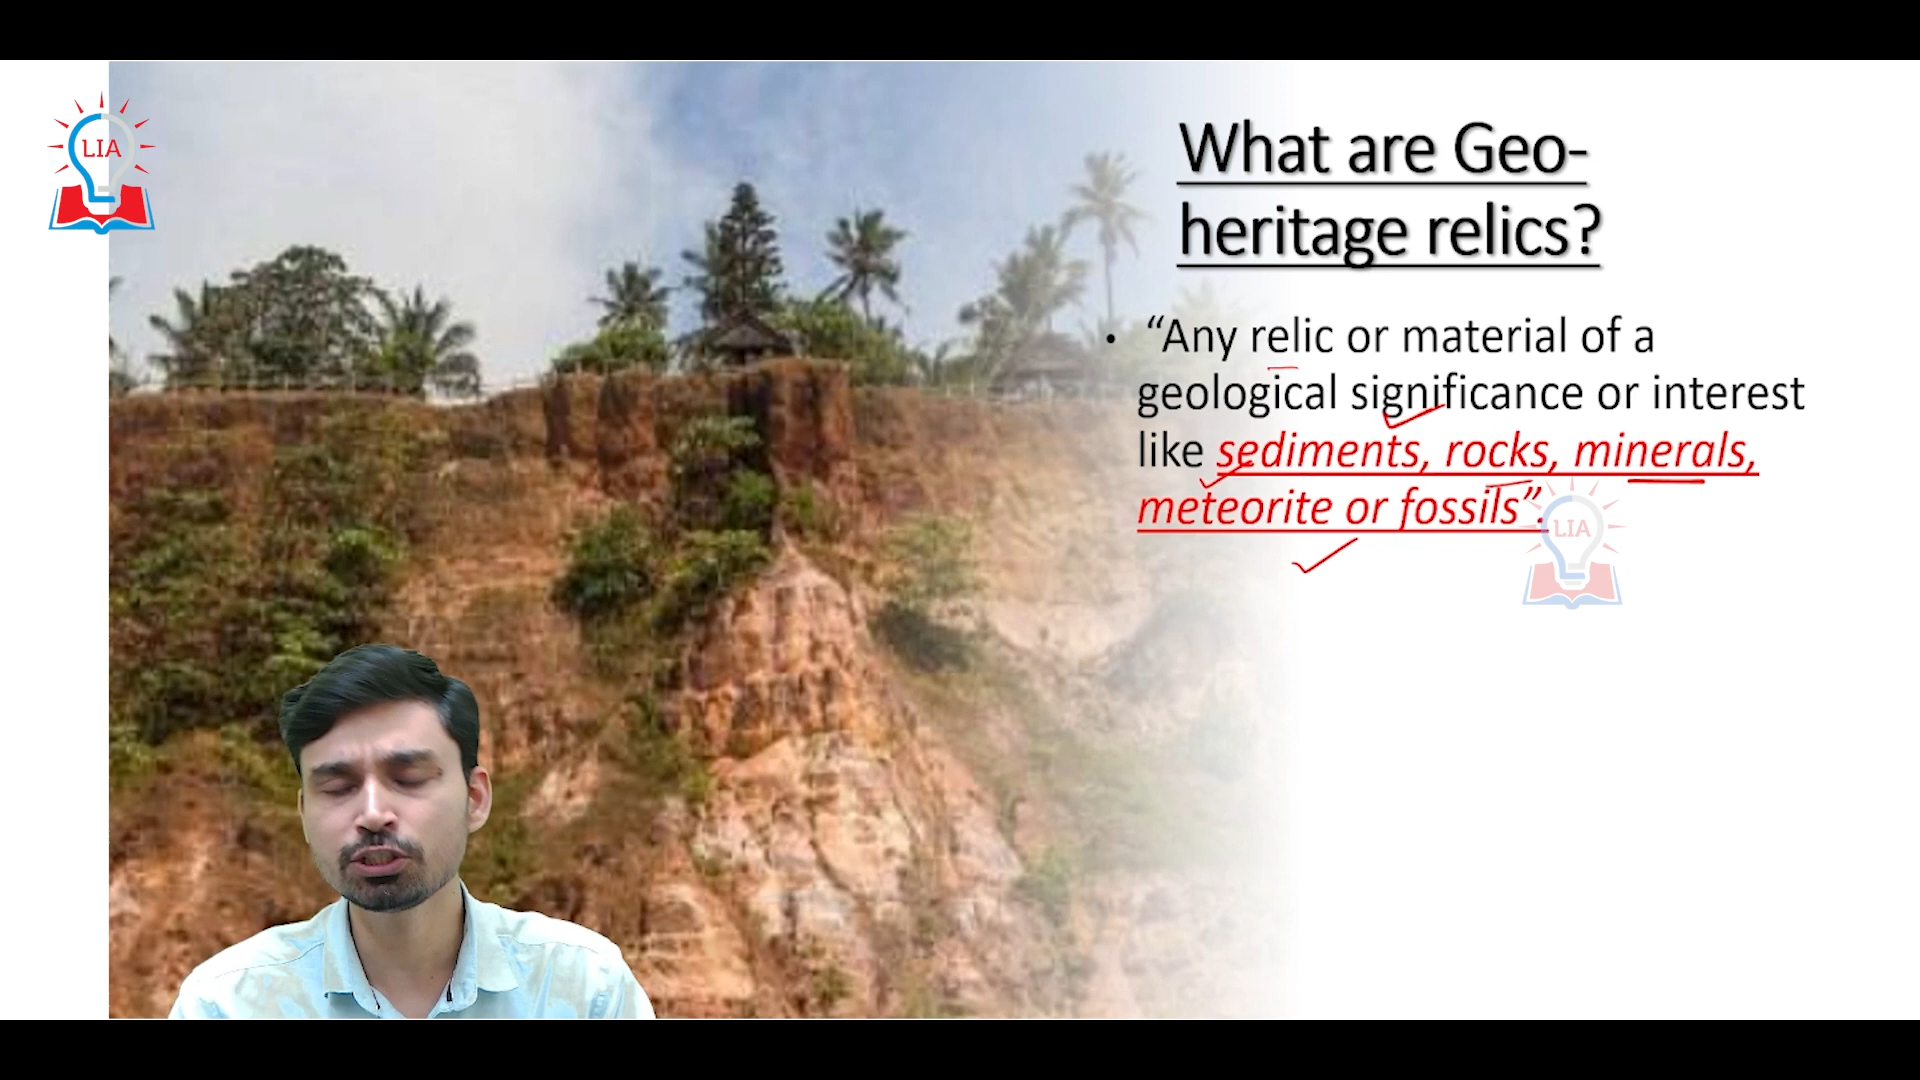 LIA
What are Geo-
heritage relics?
• “Any relic or material of a
geological significance or interest
like sediments, rocks, minerals,
meteorite or fossils”.
LIA